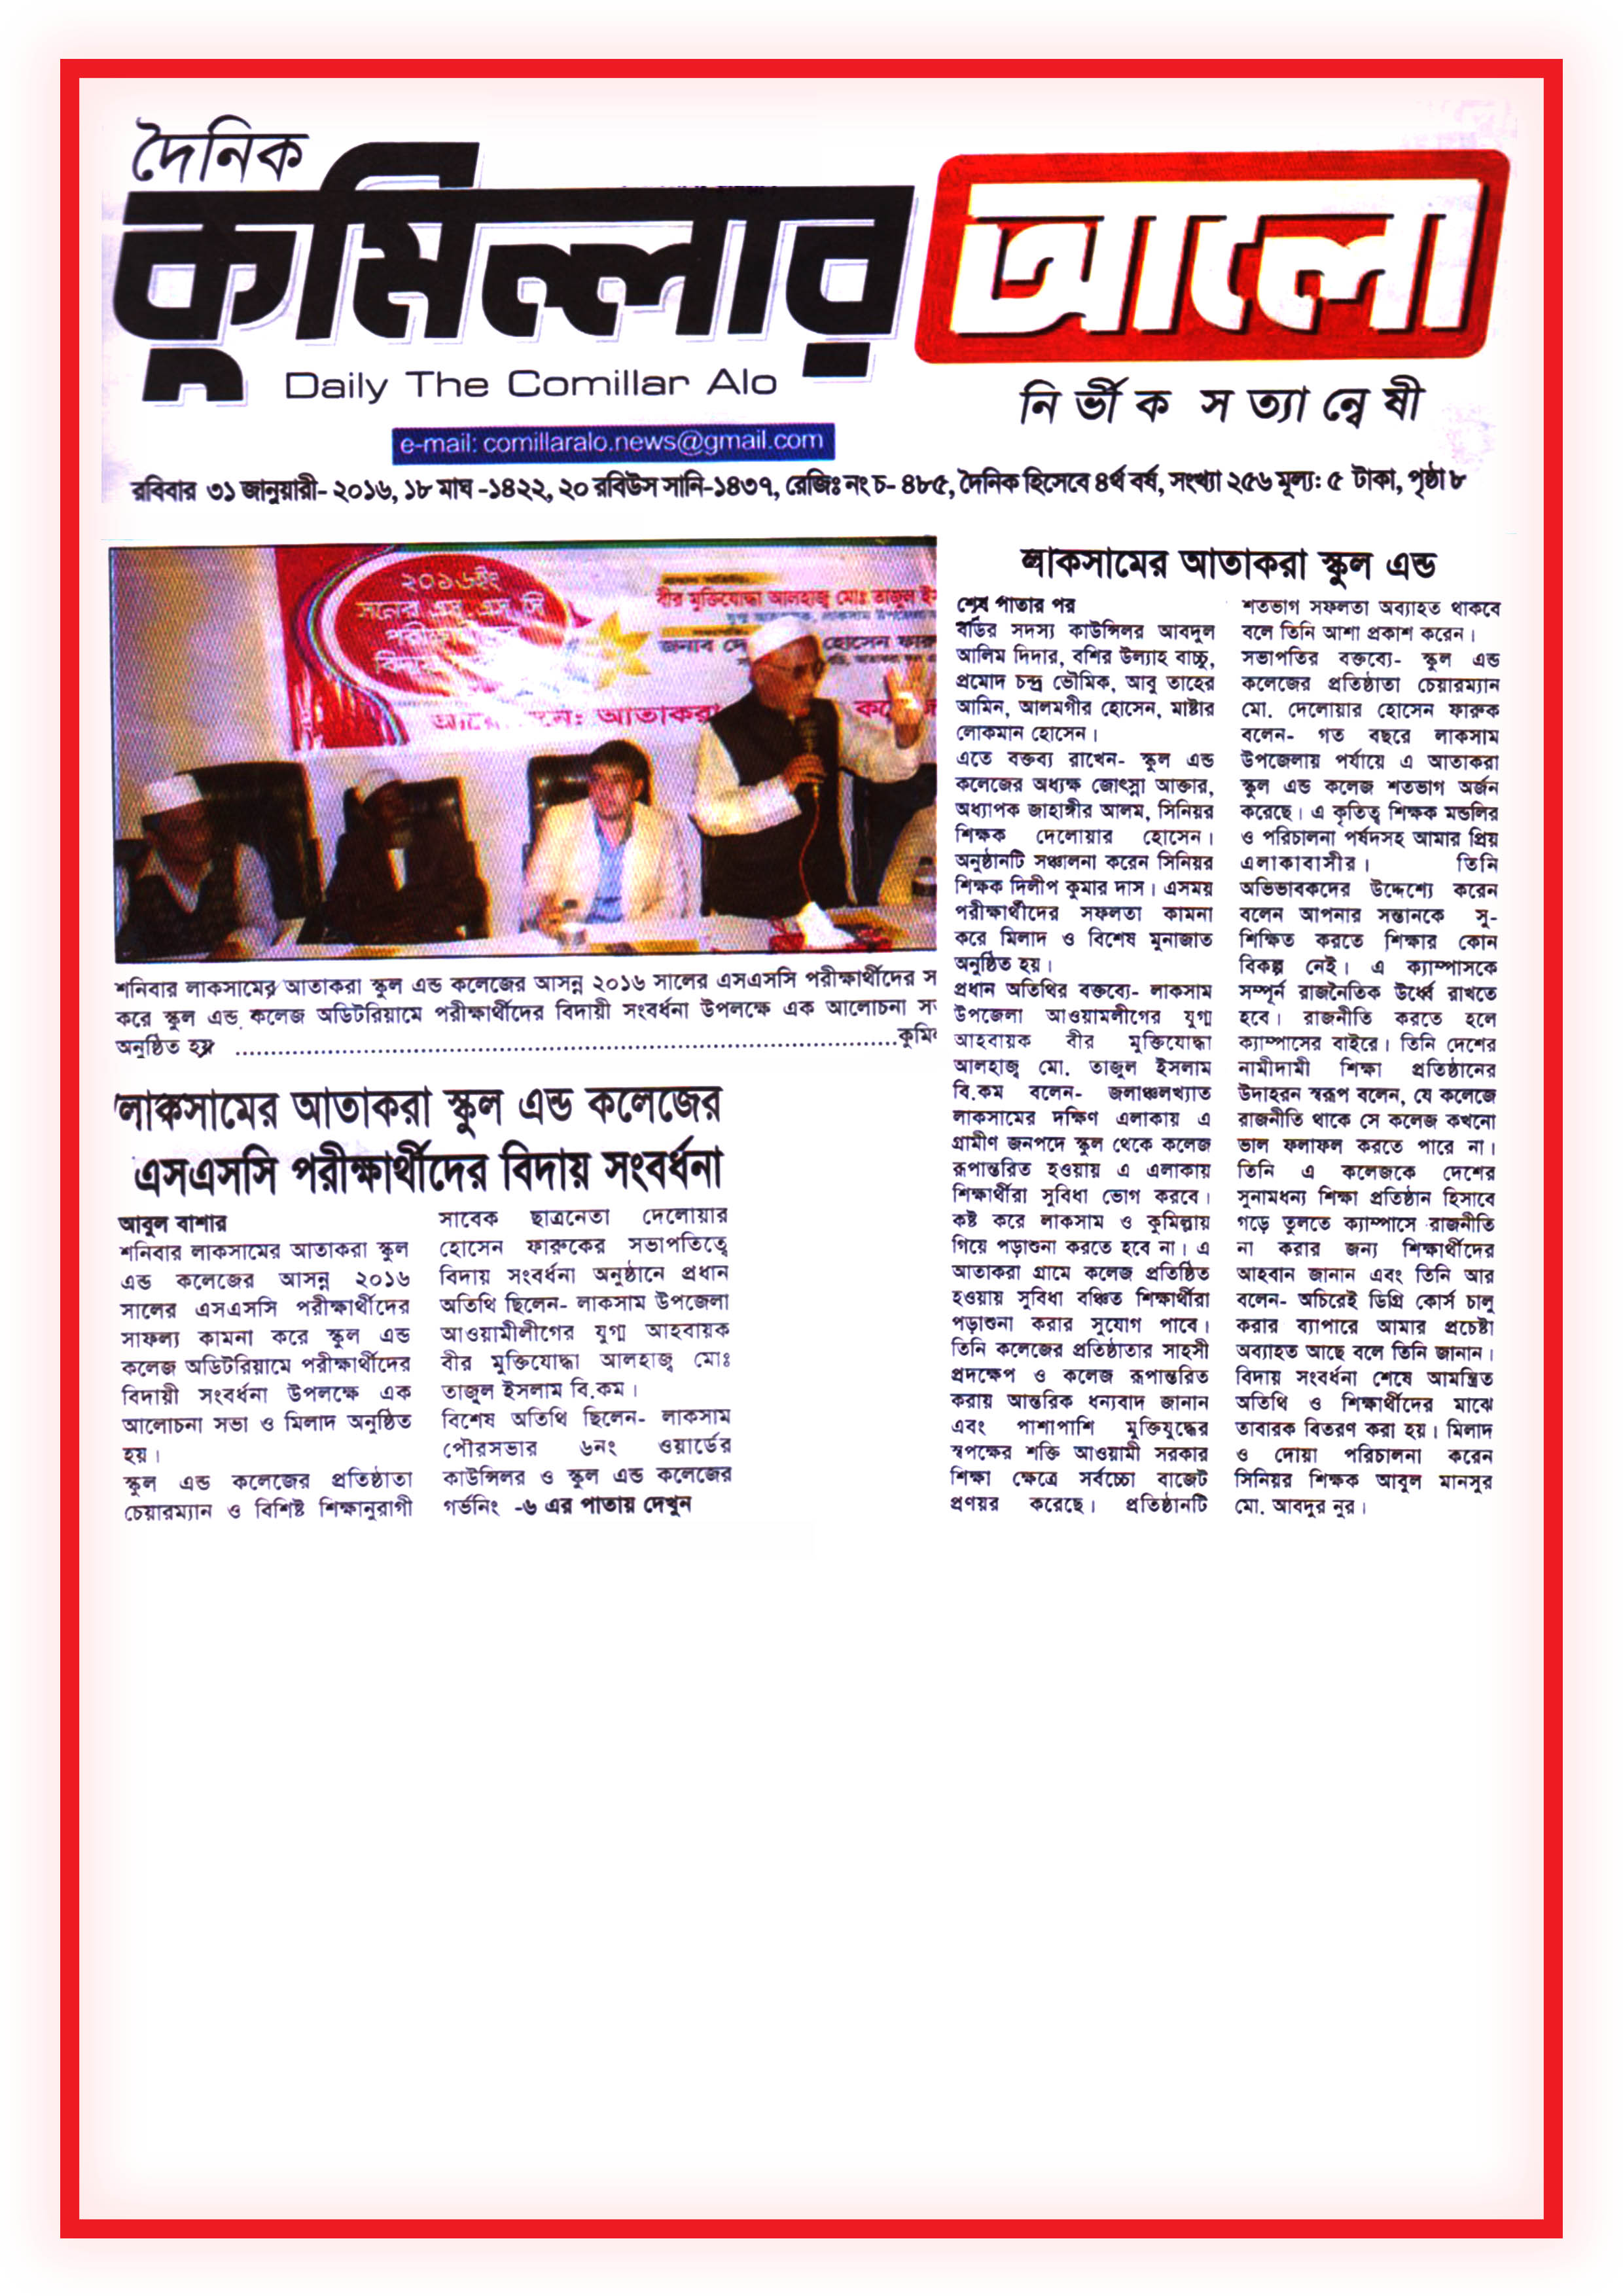 দৈনিক
কুমিল্লার আলো
Daily The Comillar Alo
নির্ভীক সত্যান্বেষী
e-mail: comillaralo.news@gmail.com
রবিবার ৩১ জানুয়ারী- ২০১৬, ১৮ মাঘ -১৪২২, ২০ রবিউস সানি-১৪৩৭, রেজিঃ নং চ- ৪৮৫, দৈনিক হিসেবে ৪র্থ বর্ষ, সংখ্যা ২৫৬ মূল্য: ৫ টাকা, পৃষ্ঠা ৮
২০১৬ইং
সনের এস.এস.সি
বীর মুক্তিযোদ্ধা আলহাজ্ব মোঃ তাজুল ইস
জনাব দে হোসেন ফারু
আতাকরা
শনিবার লাকসামের আতাকরা স্কুল এন্ড কলেজের আসন্ন ২০১৬ সালের এসএসসি পরীক্ষার্থীদের স
করে স্কুল এন্ড কলেজ অডিটরিয়ামে পরীক্ষার্থীদের বিদায়ী সংবর্ধনা উপলক্ষে এক আলোচনা স
অনুষ্ঠিত হয় ........................................কুমি
লাকসামের আতাকরা স্কুল এন্ড কলেজের
এসএসসি পরীক্ষার্থীদের বিদায় সংবর্ধনা
আবুল বাশার
শনিবার লাকসামের আতাকরা স্কুল
এন্ড কলেজের আসন্ন ২০১৬
সালের এসএসসি পরীক্ষার্থীদের
সাফল্য কামনা করে স্কুল এন্ড
কলেজ অডিটরিয়ামে পরীক্ষার্থীদের
বিদায়ী সংবর্ধনা উপলক্ষে এক
আলোচনা সভা ও মিলাদ অনুষ্ঠিত
হয়।
স্কুল এন্ড কলেজের প্রতিষ্ঠাতা
চেয়ারম্যান ও বিশিষ্ট শিক্ষানুরাগী
সাবেক ছাত্রনেতা দেলোয়ার
হোসেন ফারুকের সভাপতিত্বে
বিদায় সংবর্ধনা অনুষ্ঠানে প্রধান
অতিথি ছিলেন- লাকসাম উপজেলা
আওয়ামীলীগের যুগ্ম আহবায়ক
বীর মুক্তিযোদ্ধা আলহাজ্ব মোঃ
তাজুল ইসলাম বি.কম।
বিশেষ অতিথি ছিলেন- লাকসাম
পৌরসভার ৬নং ওয়ার্ডের
কাউন্সিলর ও স্কুল এন্ড কলেজের
গর্ভনিং -৬ এর পাতায় দেখুন
লাকসামের আতাকরা স্কুল এন্ড
শেষ পাতার পর
বডির সদস্য কাউন্সিলর আবদুল
আলিম দিদার, বশির উল্যাহ বাচ্চু,
প্রমোদ চন্দ্র ভৌমিক, আবু তাহের
আমিন, আলমগীর হোসেন, মাষ্টার
লোকমান হোসেন।
এতে বক্তব্য রাখেন- স্কুল এন্ড
কলেজের অধ্যক্ষ জোৎস্না আক্তার,
অধ্যাপক জাহাঙ্গীর আলম, সিনিয়র
শিক্ষক দেলোয়ার হোসেন।
অনুষ্ঠানটি সঞ্চালনা করেন সিনিয়র
শিক্ষক দিলীপ কুমার দাস। এসময়
পরীক্ষার্থীদের সফলতা কামনা
করে মিলাদ ও বিশেষ মুনাজাত
অনুষ্ঠিত হয়।
প্রধান অতিথির বক্তব্যে- লাকসাম
উপজেলা আওয়ামলীগের যুগ্ম
আহবায়ক বীর মুক্তিযোদ্ধা
আলহাজ্ব মো. তাজুল ইসলাম
বি.কম বলেন- জলাঞ্চলখ্যাত
লাকসামের দক্ষিণ এলাকায় এ
গ্রামীণ জনপদে স্কুল থেকে কলেজ
রূপান্তরিত হওয়ায় এ এলাকায়
শিক্ষার্থীরা সুবিধা ভোগ করবে।
কষ্ট করে লাকসাম ও কুমিল্লায়
গিয়ে পড়াশুনা করতে হবে না। এ
আতাকরা গ্রামে কলেজ প্রতিষ্ঠিত
হওয়ায় সুবিধা বঞ্চিত শিক্ষার্থীরা
পড়াশুনা করার সুযোগ পাবে।
তিনি কলেজের প্রতিষ্ঠাতার সাহসী
প্রদক্ষেপ ও কলেজ রূপান্তরিত
করায় আন্তরিক ধন্যবাদ জানান
এবং পাশাপাশি মুক্তিযুদ্ধের
স্বপক্ষের শক্তি আওয়ামী সরকার
শিক্ষা ক্ষেত্রে সর্বচ্চো বাজেট
প্রণয়র করেছে। প্রতিষ্ঠানটি
শতভাগ সফলতা অব্যাহত থাকবে
বলে তিনি আশা প্রকাশ করেন।
সভাপতির বক্তব্যে- স্কুল এন্ড
কলেজের প্রতিষ্ঠাতা চেয়ারম্যান
মো. দেলোয়ার হোসেন ফারুক
বলেন- গত বছরে লাকসাম
উপজেলায় পর্যায়ে এ আতাকরা
স্কুল এন্ড কলেজ শতভাগ অর্জন
করেছে। এ কৃতিত্ব শিক্ষক মন্ডলির
ও পরিচালনা পর্ষদসহ আমার প্রিয়
এলাকাবাসীর। তিনি
অভিভাবকদের উদ্দেশ্যে করেন
বলেন আপনার সন্তানকে সু-
শিক্ষিত করতে শিক্ষার কোন
বিকল্প নেই। এ ক্যাম্পাসকে
সম্পূর্ন রাজনৈতিক উর্ধ্বে রাখতে
হবে। রাজনীতি করতে হলে
ক্যাম্পাসের বাইরে। তিনি দেশের
নামীদামী শিক্ষা প্রতিষ্ঠানের
উদাহরন স্বরূপ বলেন, যে কলেজে
রাজনীতি থাকে সে কলেজ কখনো
ভাল ফলাফল করতে পারে না।
তিনি এ কলেজকে দেশের
সুনামধন্য শিক্ষা প্রতিষ্ঠান হিসাবে
গড়ে তুলতে ক্যাম্পাসে রাজনীতি
না করার জন্য শিক্ষার্থীদের
আহবান জানান এবং তিনি আর
বলেন- অচিরেই ডিগ্রি কোর্স চালু
করার ব্যাপারে আমার প্রচেষ্টা
অব্যাহত আছে বলে তিনি জানান।
বিদায় সংবর্ধনা শেষে আমন্ত্রিত
অতিথি ও শিক্ষার্থীদের মাঝে
তাবারক বিতরণ করা হয়। মিলাদ
ও দোয়া পরিচালনা করেন
সিনিয়র শিক্ষক আবুল মানসুর
মো. আবদুর নুর।